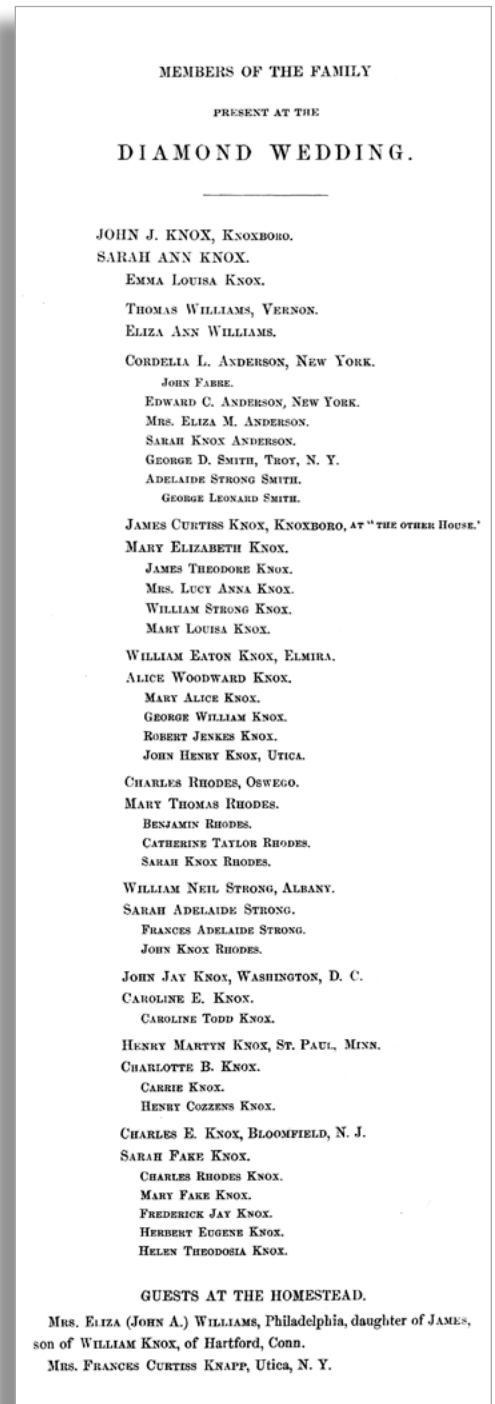 MEMBERS OF THE FAMILY
PRESENT AT THE
DIAMOND WEDDING.
JOHN J. KNOX, KNOXBORO.
SARAH ANN KNOX.
EMMA LOUISA KNOX.
THOMAS WILLIAMS, VERNON.
ELIZA ANN WILLIAMS.
CORDELIA L. ANDERSON, NEW YORK.
JOHN FABRE.
EDWARD C. ANDERSON, NEW YORK.
MRS. ELIZA M. ANDERSON.
SARAH KNOX ANDERSON.
GEORGE D. SMITH, TROY, N. Y.
ADELAIDE STRONG SMITH.
GEORGE LEONARD SMITH.
JAMES CURTISS KNOX, KNOXBORO, AT "THE OTHER HOUSE.'
MARY ELIZABETH KNOX.
JAMES THEODORE KNOX.
MRS. LUCY ANNA KNOX.
WILLIAM STRONG KNOX.
MARY LOUISA KNOX.
WILLIAM EATON KNOX, ELMIRA.
ALICE WOODWARD KNOX.
MARY ALICE KNOX.
GEORGE WILLIAM KNOX.
ROBERT JENKES KNOX.
JOHN HENRY KNOX, UTICA.
CHARLES RHODES, OSWEGO.
MARY THOMAS RHODES.
BENJAMIN RHODES.
CATHERINE TAYLOR RHODES.
SARAH KNOX RHODES.
WILLIAM NEIL STRONG, ALBANY.
SARAH ADELAIDE STRONG.
FRANCES ADELAIDE STRONG.
JOHN KNOX RHODES.
JOHN JAY KNOX, WASHINGTON, D. C.
CAROLINE E. KNOX.
CAROLINE TODD KNOX.
HENRY MARTYN KNOX, ST. PAUL, MINN.
CHARLOTTE B. KNOX.
CARRIE KNOX.
HENRY COZZENS KNOX.
CHARLES E. KNOX, BLOOMFIELD, N. J.
SARAH FAKE KNOX.
CHARLES RHODES KNOX.
MARY FAKE KNOX.
FREDERICK JAY KNOX.
HERBERT EUGENE KNOX.
HELEN THEODOSIA KNOX.
GUESTS AT THE HOMESTEAD.
MRS. ELIZA (JOHN A.) WILLIAMS, Philadelphia, daughter of JAMES,
son of WILLIAM KNOX, of Hartford, Conn.
MRS. FRANCES CURTISS KNAPP, Utica, N. Y.